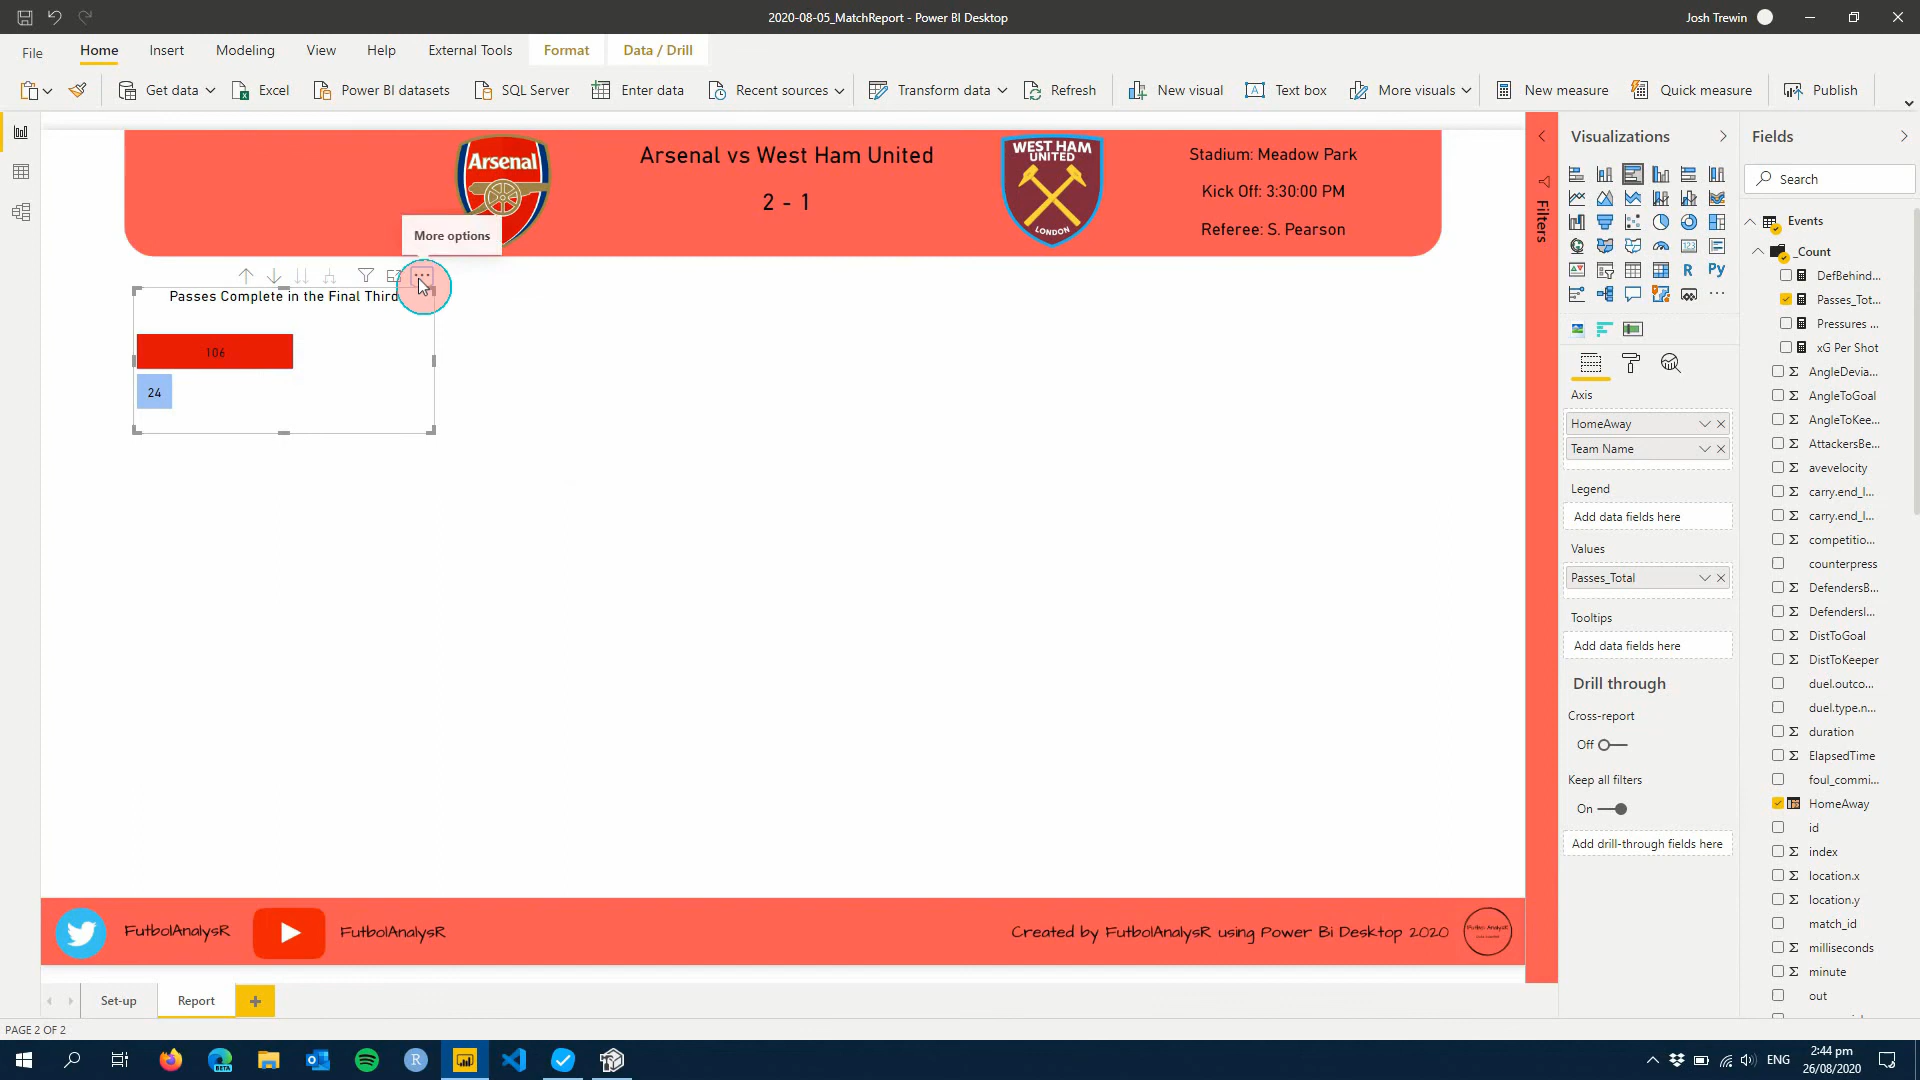 2020-08-05_MatchReport - Power BI Desktop
Josh Trewin
File
Home
Insert
Modeling
View
Help
External Tools
Format
Data / Drill
Get data
Excel
Power BI datasets
SQL Server
Enter data
Recent sources
Transform data
Refresh
New visual
Text box
More visuals
New measure
Quick measure
Publish
Arsenal
Arsenal vs West Ham United
2 - 1
WEST HAM
UNITED
LONDON
Stadium: Meadow Park
Kick Off: 3:30:00 PM
Referee: S. Pearson
More options
Passes Complete in the Final Third
106
24
FutbolAnalysR
FutbolAnalysR
Created by FutbolAnalysR using Power Bi Desktop 2020
Filters
Visualizations
R
Py
Axis
HomeAway
Team Name
Legend
Add data fields here
Values
Passes_Total
Tooltips
Add data fields here
Drill through
Cross-report
Off
Keep all filters
On
Add drill-through fields here
Fields
Search
Events
_Count
DefBehind...
Passes_Tot...
Pressures ...
xG Per Shot
AngleDevia...
AngleToGoal
AngleToKee...
AttackersBe...
avevelocity
carry.end_l...
carry.end_l...
competitio...
counterpress
DefendersB...
DefendersI...
DistToGoal
DistToKeeper
duel.outco...
duel.type.n...
duration
ElapsedTime
foul_commi...
HomeAway
id
index
location.x
location.y
match_id
milliseconds
minute
out
Set-up
Report
PAGE 2 OF 2
ENG
2:44 pm
26/08/2020